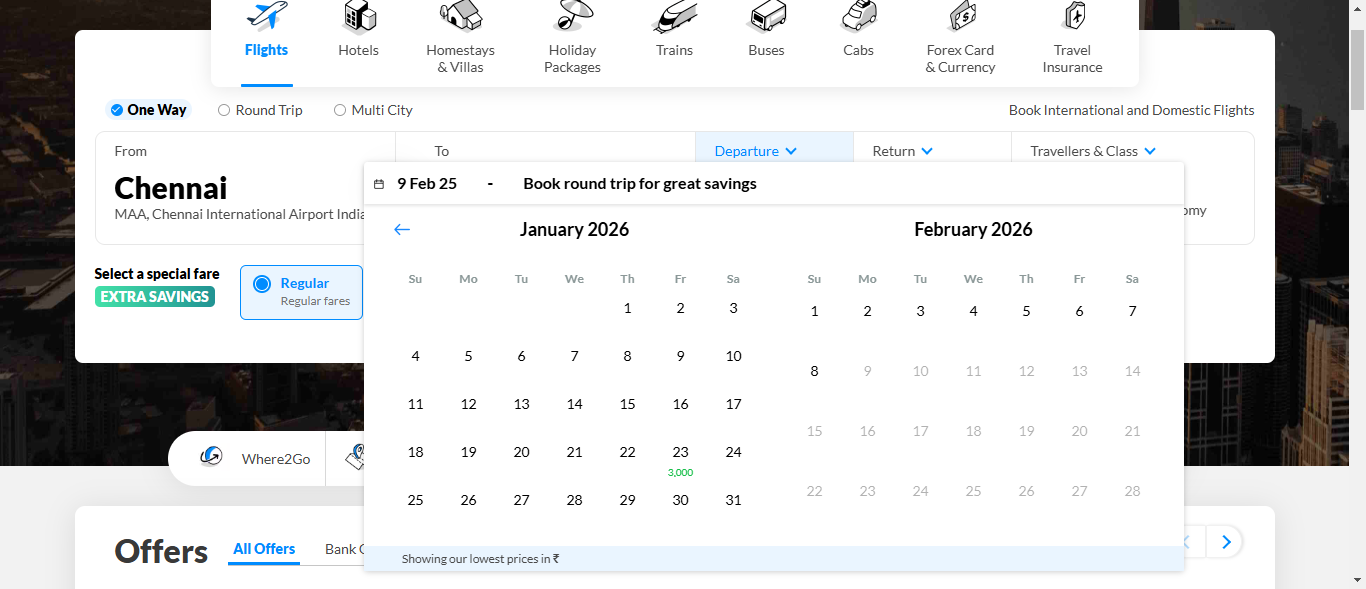 Flights
Hotels
Homestays
& Villas
Holiday
Packages
Trains
Buses
Cabs
Forex Card
& Currency
Travel
Insurance
One Way
Round Trip
Multi City
Book International and Domestic Flights
From
To
Departure
Return
Travellers & Class
Chennai
MAA, Chennai International Airport India
9 Feb 25 - Book round trip for great savings
Select a special fare
EXTRA SAVINGS
Regular
Regular fares
January 2026
Su Mo Tu We Th Fr Sa
1 2 3
4 5 6 7 8 9 10
11 12 13 14 15 16 17
18 19 20 21 22 23 24
3,000
25 26 27 28 29 30 31
February 2026
Su Mo Tu We Th Fr Sa
1 2 3 4 5 6 7
8 9 10 11 12 13 14
15 16 17 18 19 20 21
22 23 24 25 26 27 28
Showing our lowest prices in ₹
Where2Go
Offers
All Offers
Bank